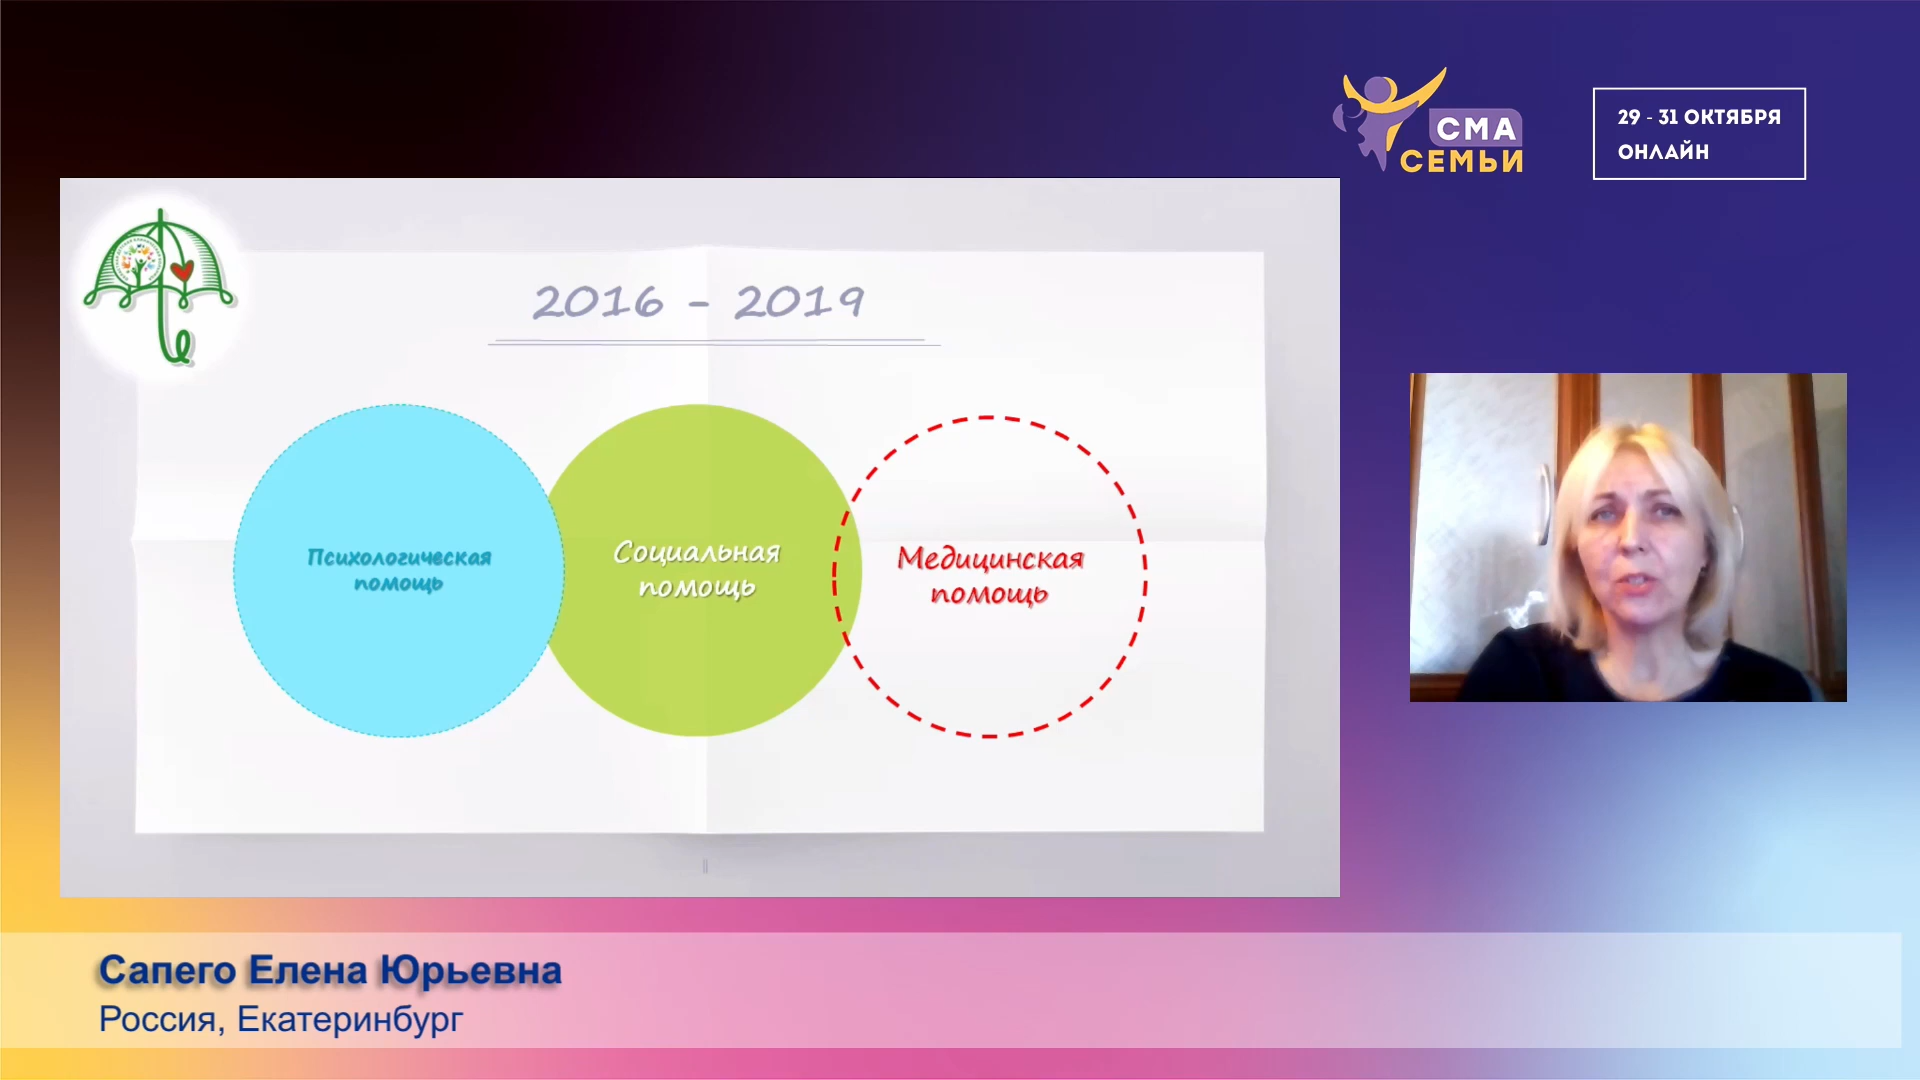 СМА
СЕМЬИ
29 - 31 ОКТЯБРЯ
ОНЛАЙН
2016 - 2019
Психологическая
помощь
Социальная
помощь
Медицинская
помощь
Сапего Елена Юрьевна
Россия, Екатеринбург